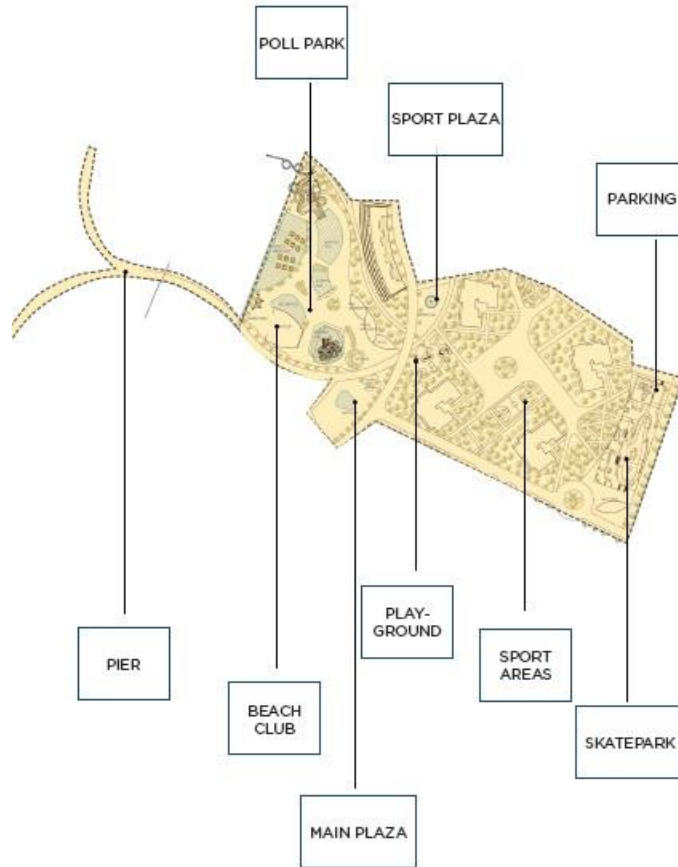 POLL PARK
SPORT PLAZA
PARKING
PIER
BEACH
CLUB
MAIN PLAZA
PLAY-
GROUND
SPORT
AREAS
SKATEPARK